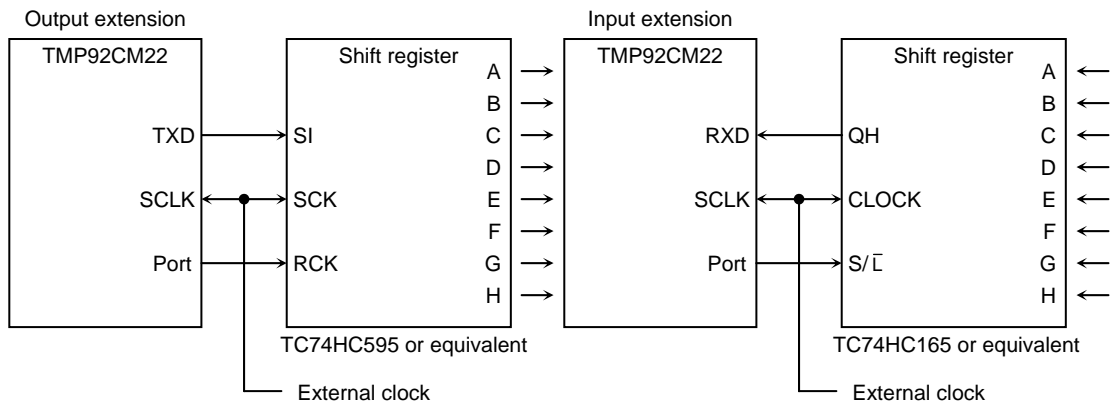 Output extension
TMP92CM22
TXD
SCLK
Port
Shift register
SI
SCK
RCK
A
B
C
D
E
F
G
H
TC74HC595 or equivalent
External clock
Input extension
TMP92CM22
RXD
SCLK
Port
Shift register
QH
CLOCK
S/L̅
A
B
C
D
E
F
G
H
TC74HC165 or equivalent
External clock